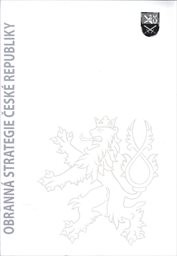 OBRANNÁ STRATEGIE ČESKÉ REPUBLIKY